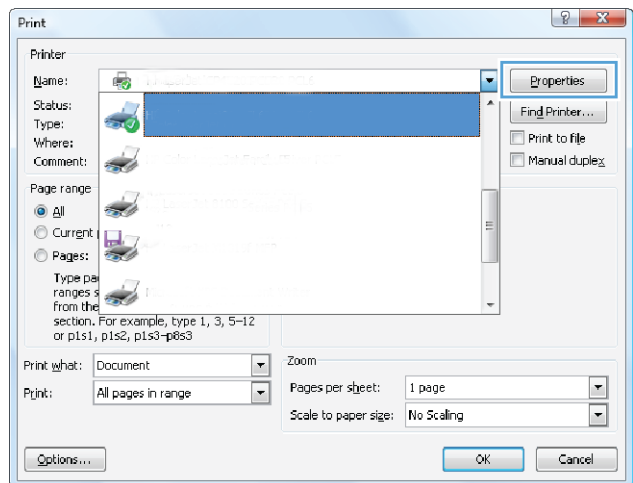 Print
Printer
Name:
Properties
Status:
Find Printer...
Type:
Print to file
Where:
Manual duplex
Comment:
Page range
All
Current
Pages:
Type pa
ranges s
from the
section. For example, type 1, 3, 5–12
or p1s1, p1s2, p1s3–p8s3
Print what: Document
Print: All pages in range
Zoom
Pages per sheet: 1 page
Scale to paper size: No Scaling
Options...
OK
Cancel